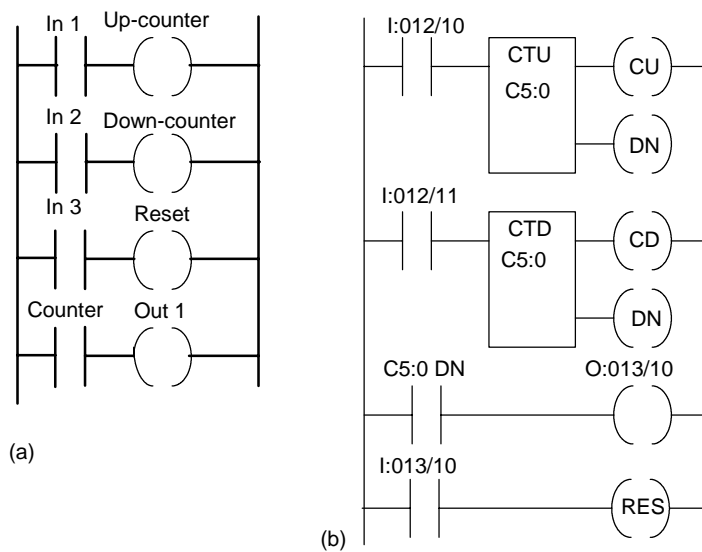 In 1 Up-counter
In 2 Down-counter
In 3 Reset
Counter Out 1
(a)
I:012/10
CTU
C5:0
CU
DN
I:012/11
CTD
C5:0
CD
DN
C5:0 DN O:013/10
I:013/10
RES
(b)